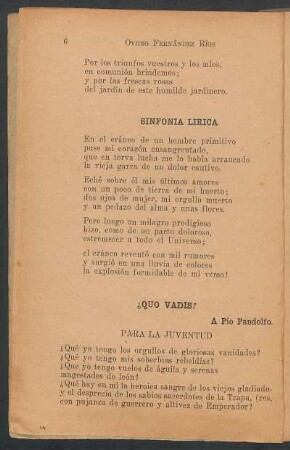 6 OVIDIO FERNÁNDEZ RÍOS
Por los triunfos vuestros y los míos,
en comunión brindemos;
y por las frescas rosas
del jardín de este humilde jardinero.
SINFONIA LIRICA
En el cráneo de un hombre primitivo
puse mi corazón ensangrentado,
que en torva lucha me lo había arrancado
la vieja garza de un dolor cautivo.
Eché sobre él mis últimos amores
con un poco de tierra de mi huerto;
dos ojos de mujer, mi orgullo muerto
y un pedazo del alma y unas flores.
Pero luego un milagro prodigioso
hizo, como de un parto doloroso,
estremecer a todo el Universo;
el cráneo reventó con mil rumores
y surgió en una lluvia de colores
la explosión formidable de mi verso!
¿QUO VADIS?
A Pío Pandolfo.
PARA LA JUVENTUD
¿Qué yo tengo los orgullos de gloriosas vanidades?
¿Qué yo tengo mis soberbias rebeldías?
¿Que yo tengo vuelos de águila y serenas
magestades de león?
¿Qué hay en mi la heroica sangre de los viejos gladiado-
y el desprecio de los sabios sacerdotes de la Trapa, (res,
con pujanza de guerrero y altivez de Emperador?